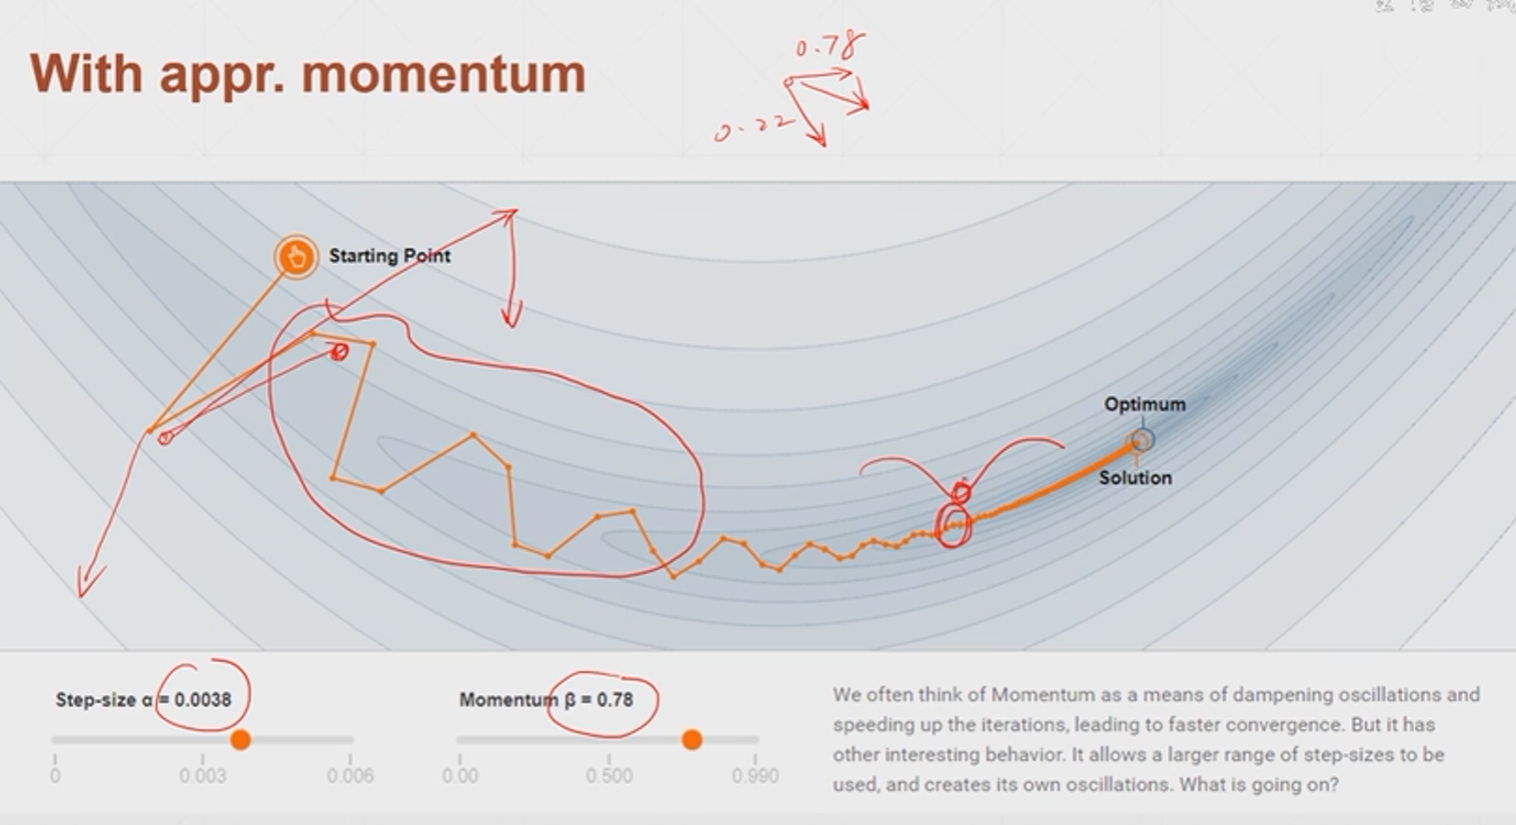 With appr. momentum
0.78
0.22
Starting Point
Optimum
Solution
Step-size α = 0.0038
Momentum β = 0.78
0 0.003 0.006
0.00 0.500 0.990
We often think of Momentum as a means of dampening oscillations and
speeding up the iterations, leading to faster convergence. But it has
other interesting behavior. It allows a larger range of step-sizes to be
used, and creates its own oscillations. What is going on?